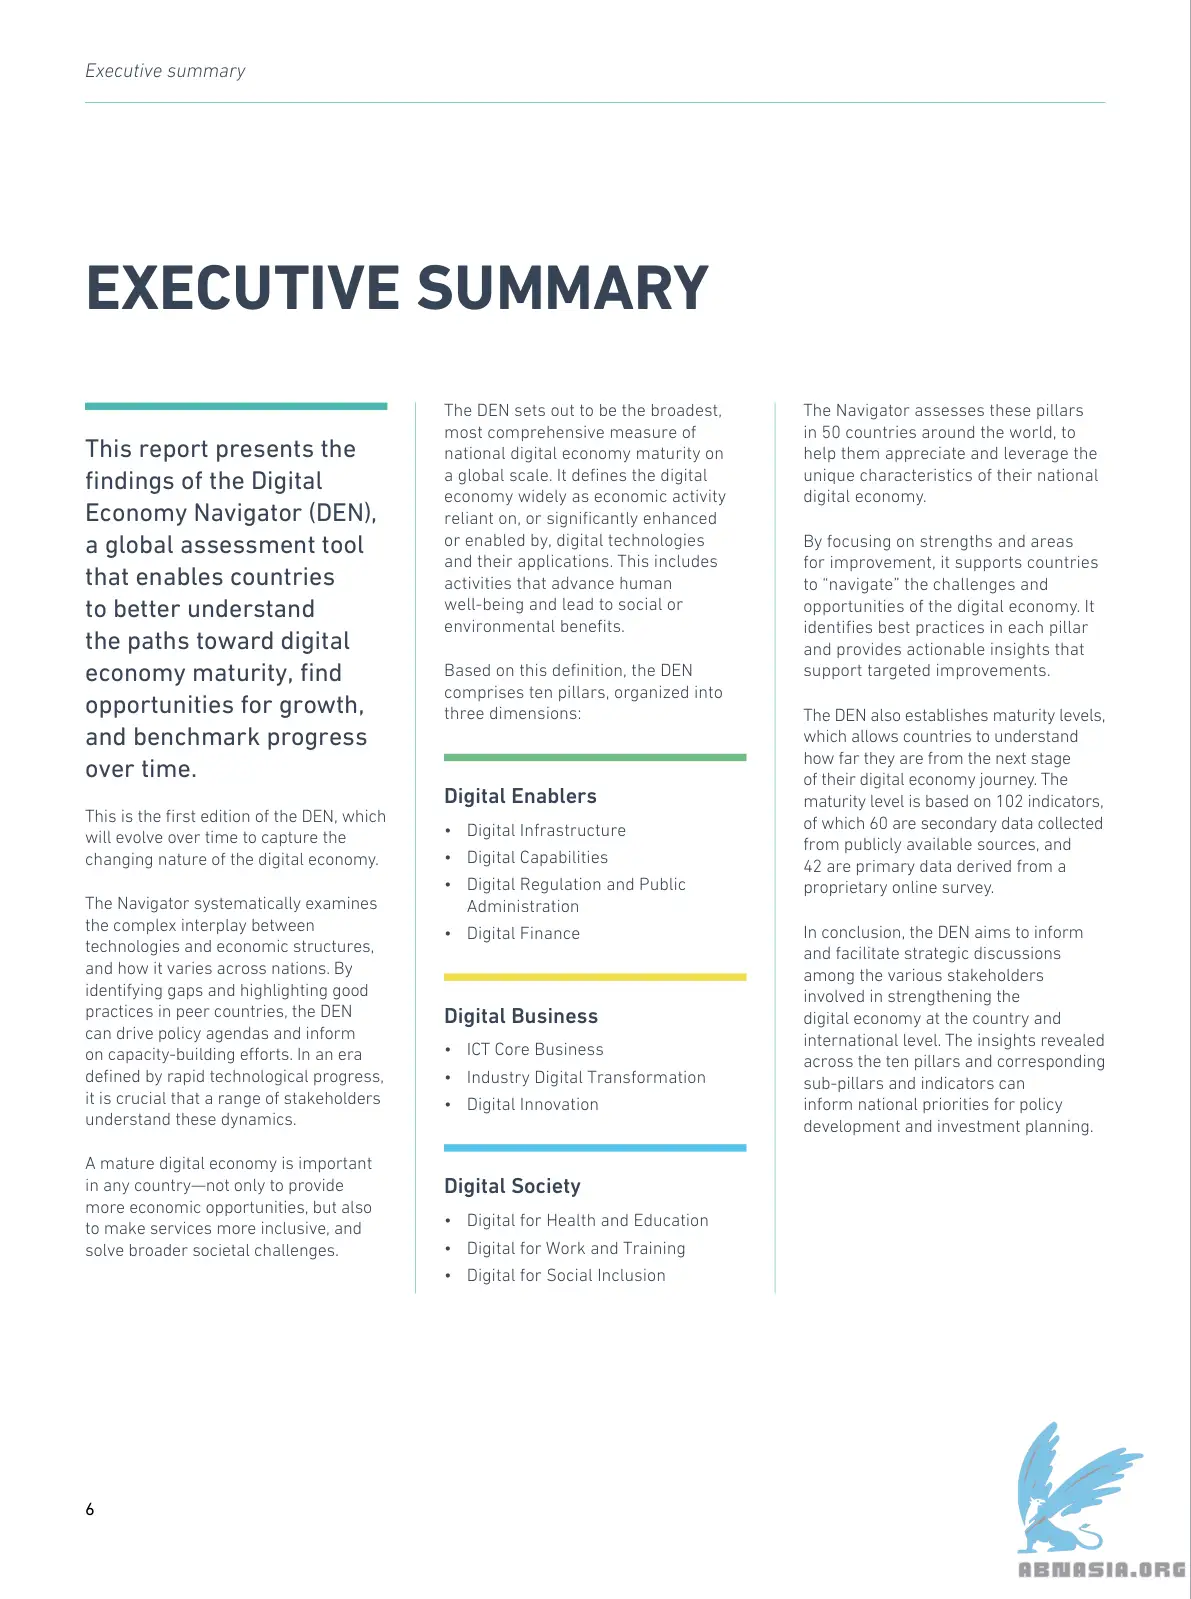 Executive summary
EXECUTIVE SUMMARY
This report presents the
findings of the Digital
Economy Navigator (DEN),
a global assessment tool
that enables countries
to better understand
the paths toward digital
economy maturity, find
opportunities for growth,
and benchmark progress
over time.
This is the first edition of the DEN, which
will evolve over time to capture the
changing nature of the digital economy.
The Navigator systematically examines
the complex interplay between
technologies and economic structures,
and how it varies across nations. By
identifying gaps and highlighting good
practices in peer countries, the DEN
can drive policy agendas and inform
on capacity-building efforts. In an era
defined by rapid technological progress,
it is crucial that a range of stakeholders
understand these dynamics.
A mature digital economy is important
in any country—not only to provide
more economic opportunities, but also
to make services more inclusive, and
solve broader societal challenges.
The DEN sets out to be the broadest,
most comprehensive measure of
national digital economy maturity on
a global scale. It defines the digital
economy widely as economic activity
reliant on, or significantly enhanced
or enabled by, digital technologies
and their applications. This includes
activities that advance human
well-being and lead to social or
environmental benefits.
Based on this definition, the DEN
comprises ten pillars, organized into
three dimensions:
Digital Enablers
• Digital Infrastructure
• Digital Capabilities
• Digital Regulation and Public
Administration
• Digital Finance
Digital Business
• ICT Core Business
• Industry Digital Transformation
• Digital Innovation
Digital Society
• Digital for Health and Education
• Digital for Work and Training
• Digital for Social Inclusion
The Navigator assesses these pillars
in 50 countries around the world, to
help them appreciate and leverage the
unique characteristics of their national
digital economy.
By focusing on strengths and areas
for improvement, it supports countries
to “navigate” the challenges and
opportunities of the digital economy. It
identifies best practices in each pillar
and provides actionable insights that
support targeted improvements.
The DEN also establishes maturity levels,
which allows countries to understand
how far they are from the next stage
of their digital economy journey. The
maturity level is based on 102 indicators,
of which 60 are secondary data collected
from publicly available sources, and
42 are primary data derived from a
proprietary online survey.
In conclusion, the DEN aims to inform
and facilitate strategic discussions
among the various stakeholders
involved in strengthening the
digital economy at the country and
international level. The insights revealed
across the ten pillars and corresponding
sub-pillars and indicators can
inform national priorities for policy
development and investment planning.
6
ABNASIA.ORG